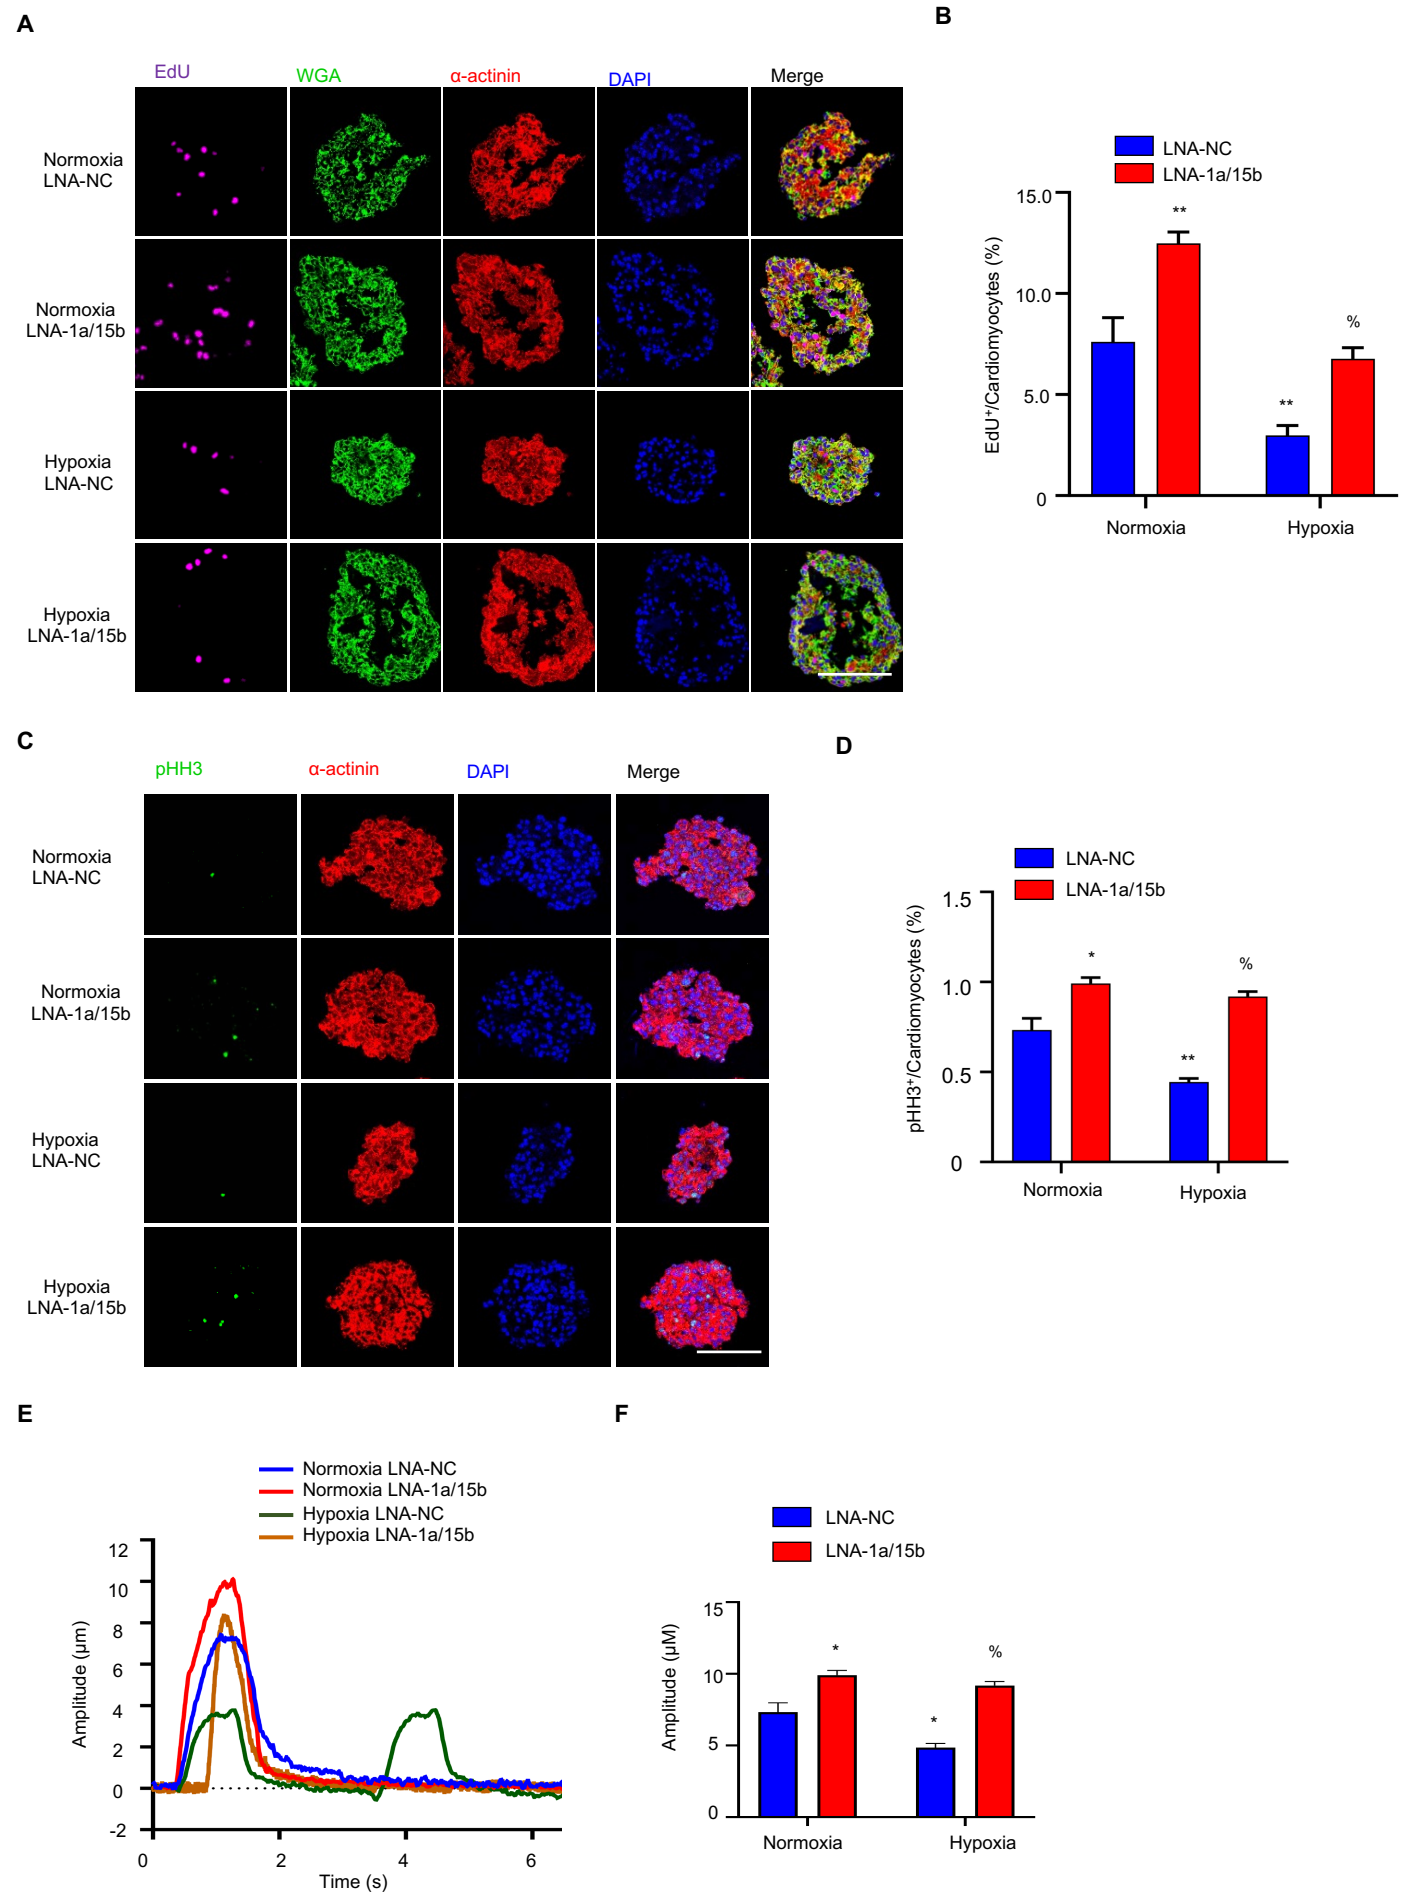 A
EdU WGA α-actinin DAPI Merge
Normoxia
LNA-NC
Normoxia
LNA-1a/15b
Hypoxia
LNA-NC
Hypoxia
LNA-1a/15b
B
LNA-NC
LNA-1a/15b
EdU⁺/Cardiomyocytes (%)
15.0
10.0
5.0
0
**
**
%
Normoxia Hypoxia
C
pHH3 α-actinin DAPI Merge
Normoxia
LNA-NC
Normoxia
LNA-1a/15b
Hypoxia
LNA-NC
Hypoxia
LNA-1a/15b
D
LNA-NC
LNA-1a/15b
pHH3⁺/Cardiomyocytes (%)
1.5
1.0
0.5
0
*
**
%
Normoxia Hypoxia
E
Normoxia LNA-NC
Normoxia LNA-1a/15b
Hypoxia LNA-NC
Hypoxia LNA-1a/15b
Amplitude (μm)
12
10
8
6
4
2
0
-2
0 2 4 6
Time (s)
F
LNA-NC
LNA-1a/15b
Amplitude (μM)
15
10
5
0
*
*
%
Normoxia Hypoxia